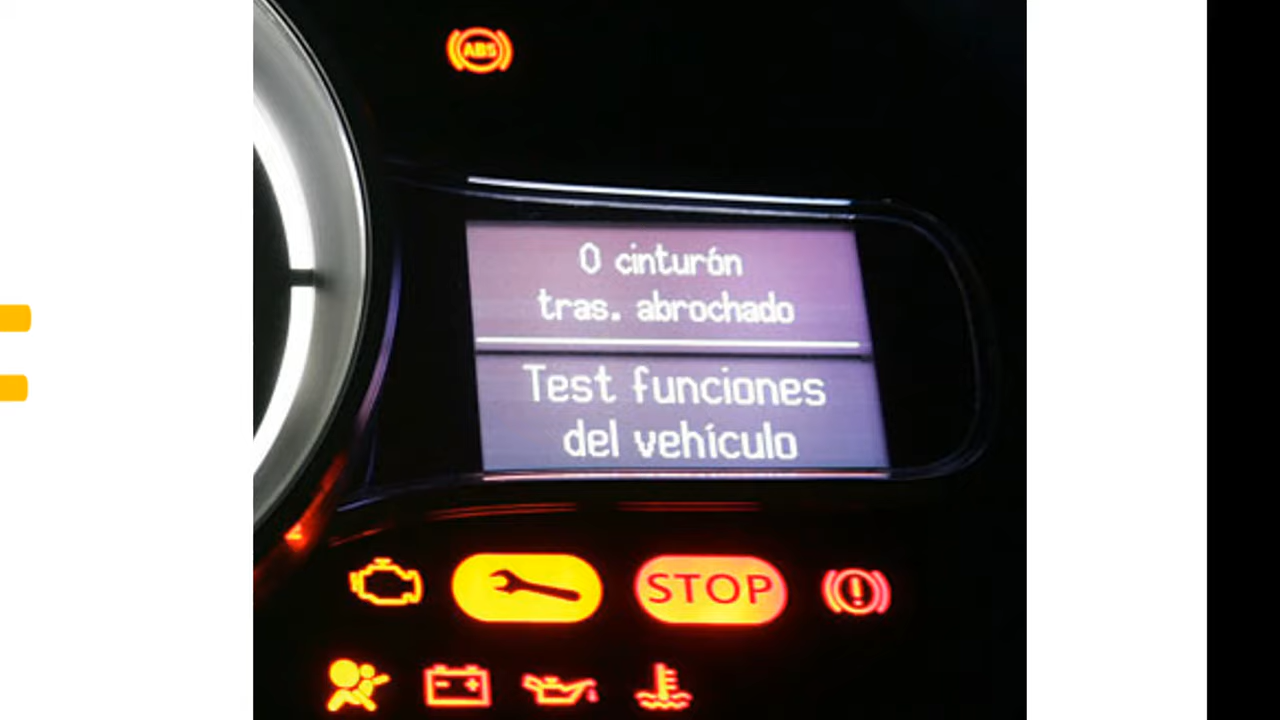 ABS
0 cinturón
tras. abrochado
Test funciones
del vehículo
STOP